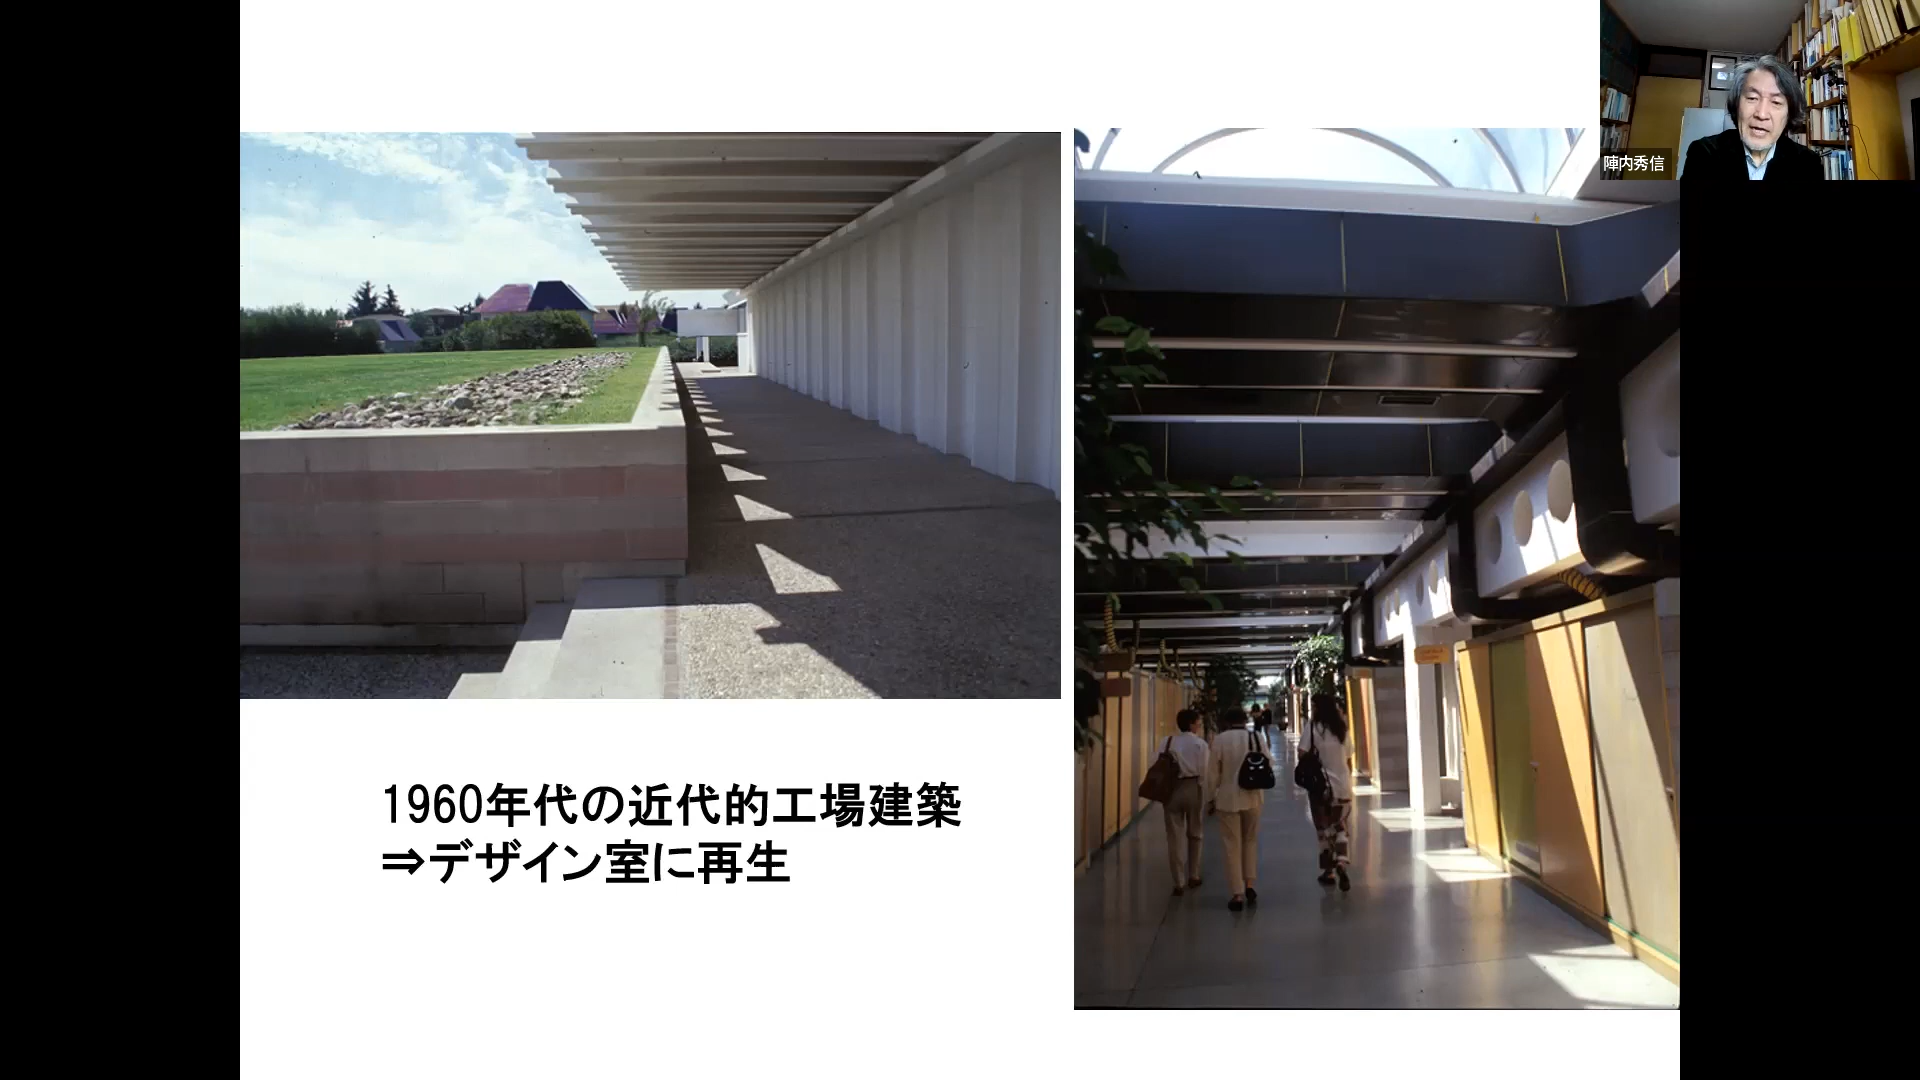 陣内秀信
1960年代の近代的工場建築
⇒デザイン室に再生